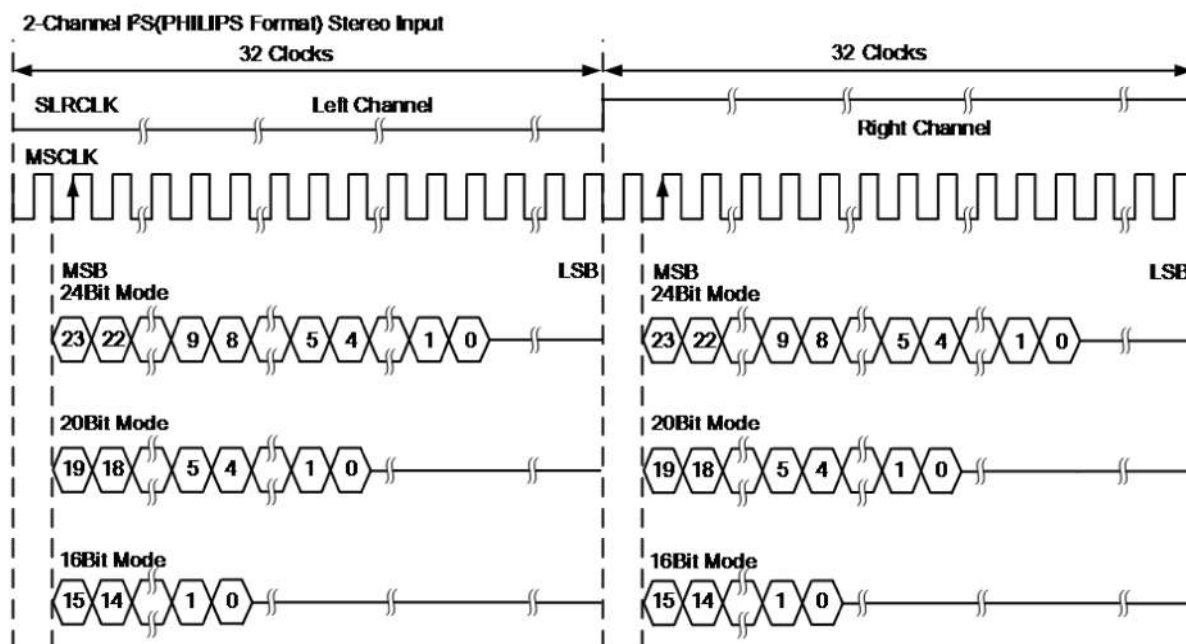 2-Channel I²S(PHILIPS Format) Stereo Input
32 Clocks 32 Clocks
SLRCLK Left Channel
Right Channel
MSCLK
MSB LSB MSB LSB
24Bit Mode 24Bit Mode
23 22 9 8 5 4 1 0 23 22 9 8 5 4 1 0
20Bit Mode 20Bit Mode
19 18 5 4 1 0 19 18 5 4 1 0
16Bit Mode 16Bit Mode
15 14 1 0 15 14 1 0